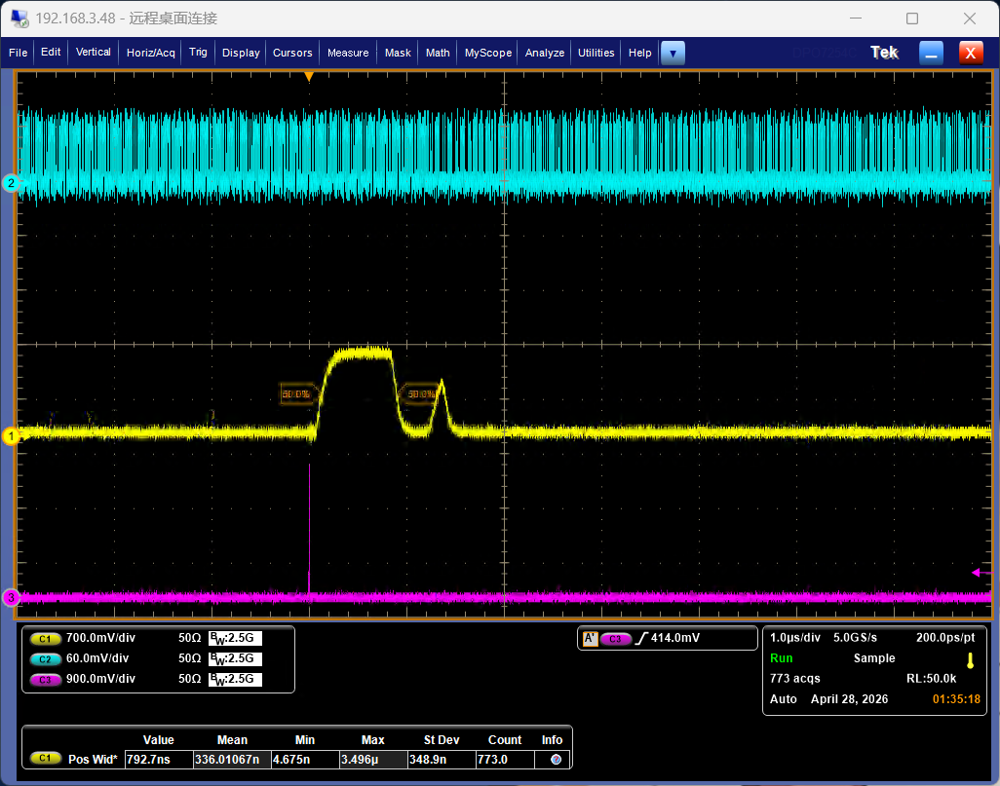 192.168.3.48 - 远程桌面连接
File Edit Vertical Horiz/Acq Trig Display Cursors Measure Mask Math MyScope Analyze Utilities Help Tek X
2
50.0% 50.0%
1
3
C1 700.0mV/div 50Ω BW:2.5G
C2 60.0mV/div 50Ω BW:2.5G
C3 900.0mV/div 50Ω BW:2.5G
A' C3 414.0mV
1.0µs/div 5.0GS/s 200.0ps/pt
Run Sample
773 acqs RL:50.0k
Auto April 28, 2026 01:35:18
Value Mean Min Max St Dev Count Info
C1 Pos Wid* 792.7ns 336.01067n 4.675n 3.496µ 348.9n 773.0